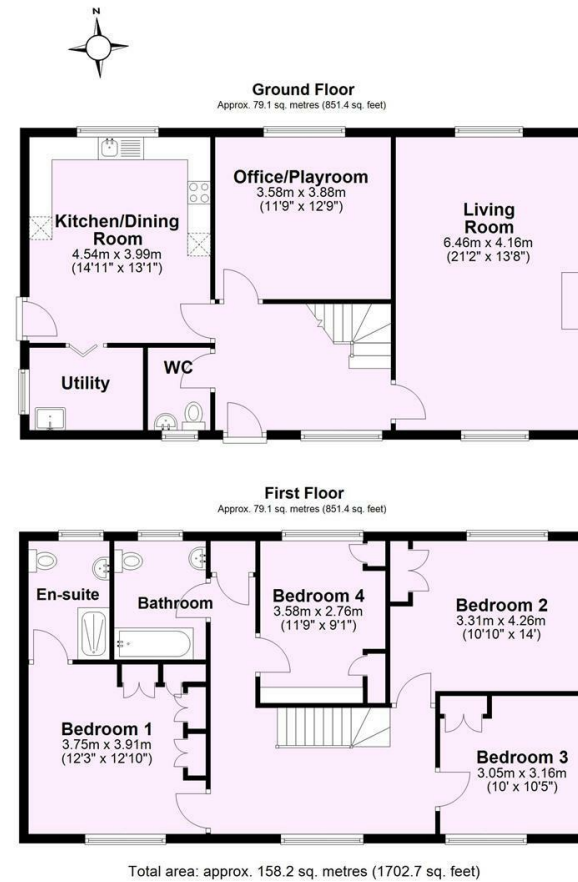 N
Ground Floor
Approx. 79.1 sq. metres (851.4 sq. feet)
Kitchen/Dining
Room
4.54m x 3.99m
(14'11" x 13'1")
Office/Playroom
3.58m x 3.88m
(11'9" x 12'9")
Living
Room
6.46m x 4.16m
(21'2" x 13'8")
Utility
WC
First Floor
Approx. 79.1 sq. metres (851.4 sq. feet)
En-suite
Bathroom
Bedroom 4
3.58m x 2.76m
(11'9" x 9'1")
Bedroom 2
3.31m x 4.26m
(10'10" x 14')
Bedroom 1
3.75m x 3.91m
(12'3" x 12'10")
Bedroom 3
3.05m x 3.16m
(10' x 10'5")
Total area: approx. 158.2 sq. metres (1702.7 sq. feet)